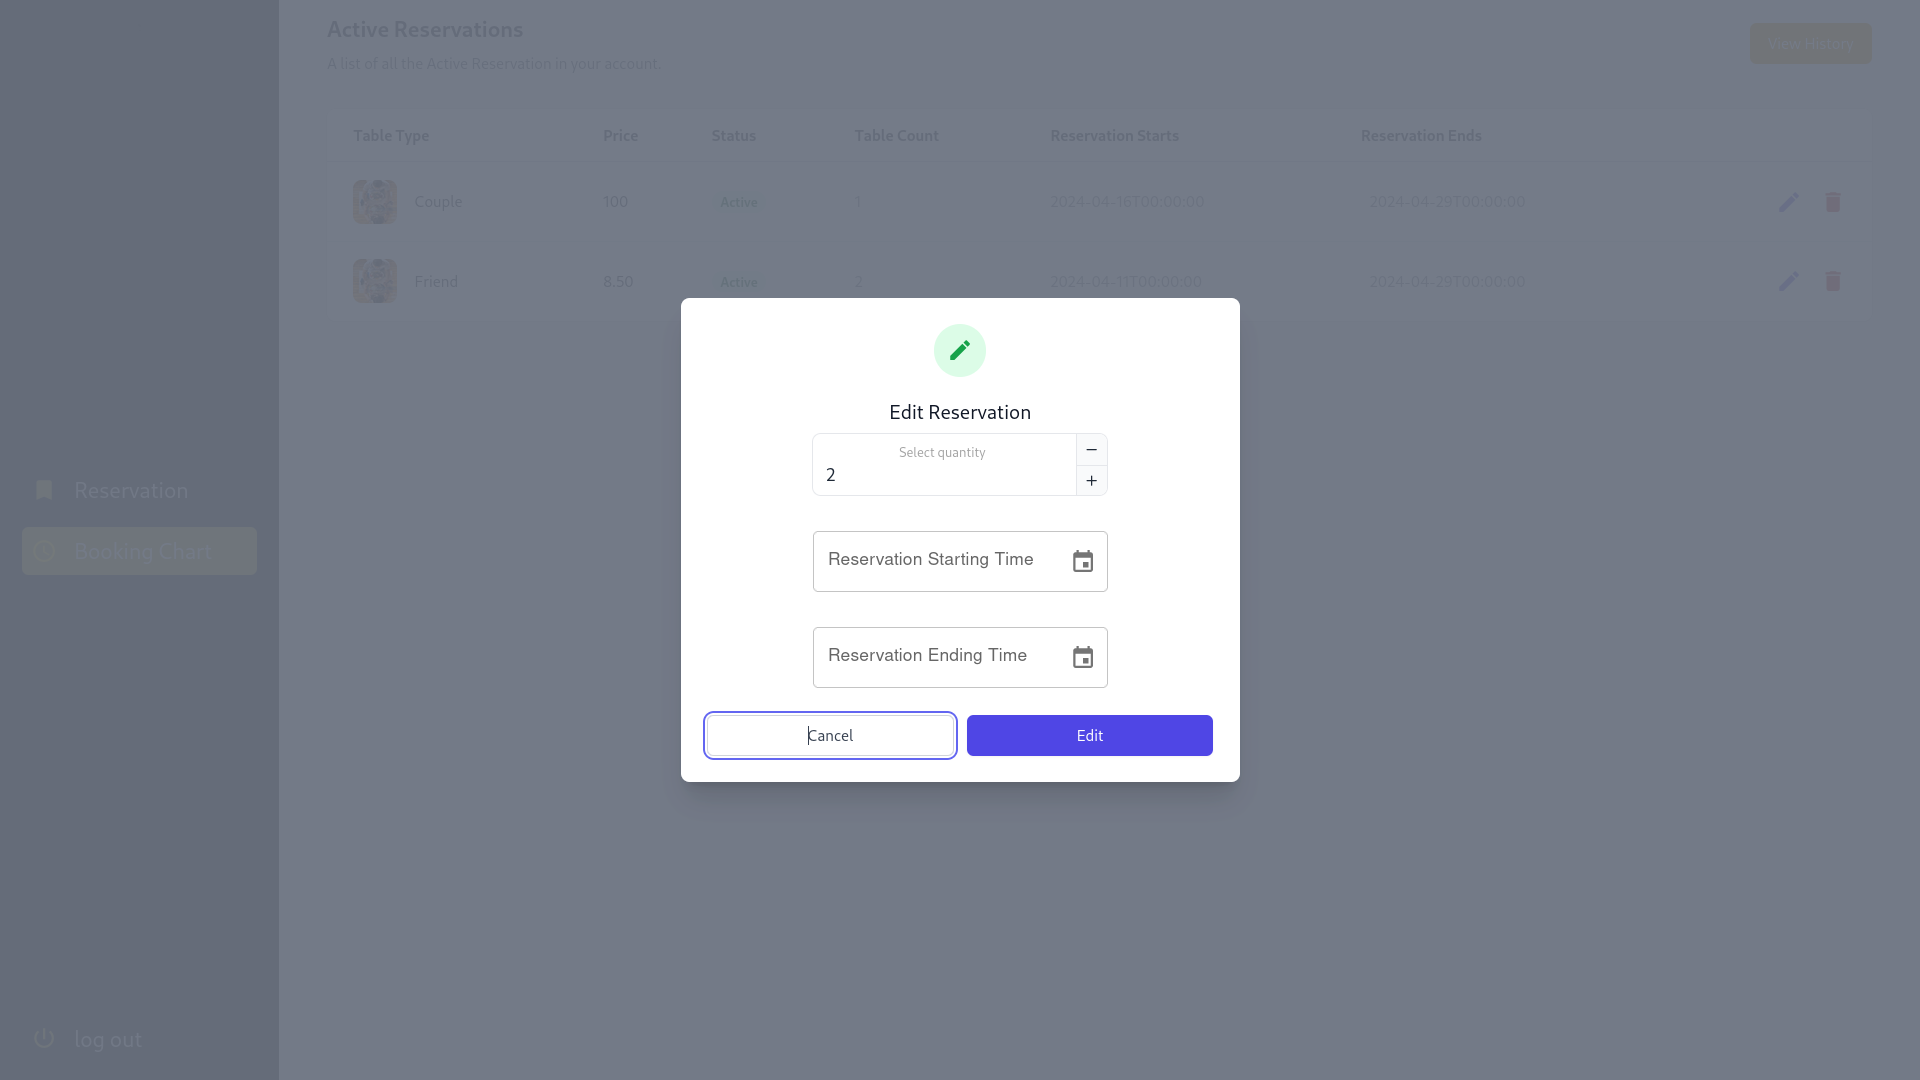 Active Reservations
View History
A list of all the Active Reservation in your account.
Table Type Price Status Table Count Reservation Starts Reservation Ends
Couple 100 Active 1 2024-04-16T00:00:00 2024-04-29T00:00:00
Friend 8.50 Active 2 2024-04-11T00:00:00 2024-04-29T00:00:00
Edit Reservation
Select quantity
2
Reservation Starting Time
Reservation Ending Time
Cancel Edit
Reservation
Booking Chart
log out